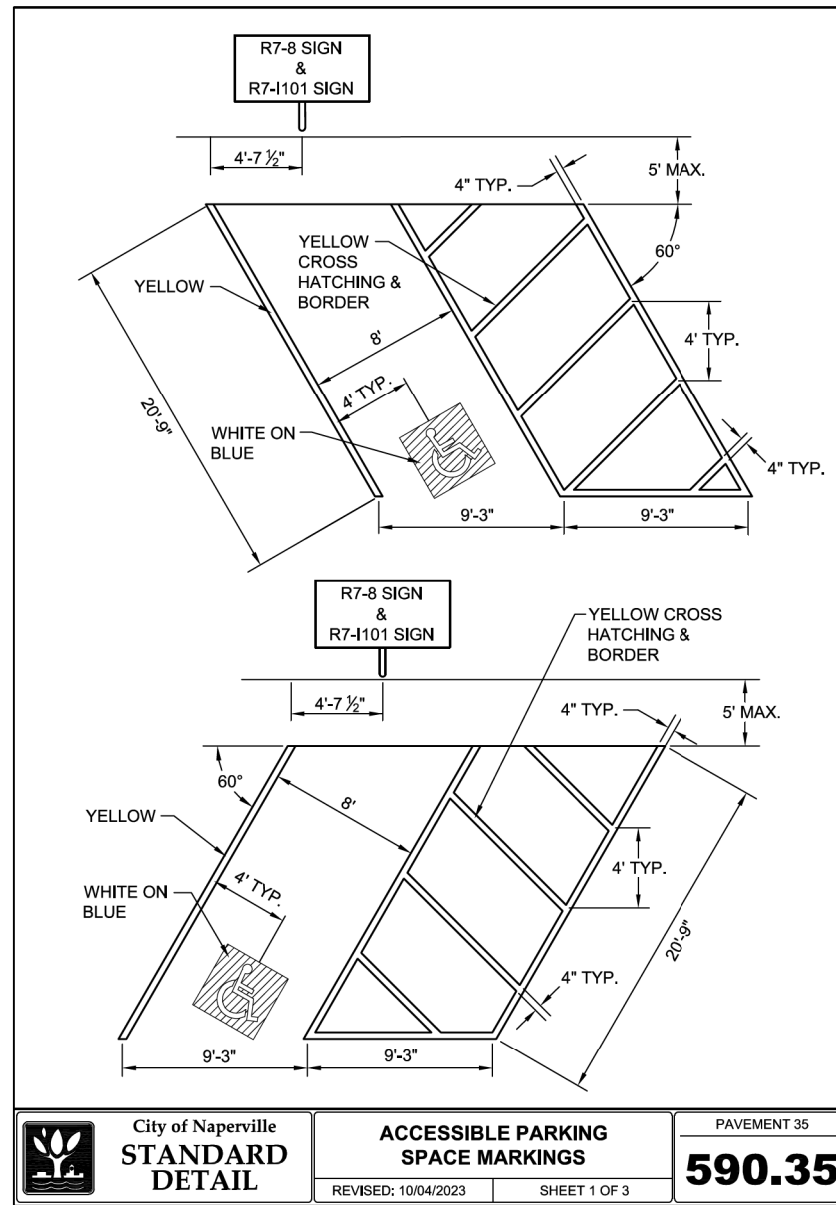 R7-8 SIGN
&
R7-I101 SIGN
4'-7 ½"
4" TYP.
5' MAX.
YELLOW
CROSS
HATCHING &
BORDER
60°
YELLOW
8'
4' TYP.
4' TYP.
20'-9"
WHITE ON
BLUE
4" TYP.
9'-3"
9'-3"
R7-8 SIGN
&
R7-I101 SIGN
YELLOW CROSS
HATCHING &
BORDER
4'-7 ½"
4" TYP.
5' MAX.
60°
8'
YELLOW
4' TYP.
4' TYP.
WHITE ON
BLUE
20'-9"
4" TYP.
9'-3"
9'-3"
City of Naperville
STANDARD
DETAIL
ACCESSIBLE PARKING
SPACE MARKINGS
REVISED: 10/04/2023
SHEET 1 OF 3
PAVEMENT 35
590.35